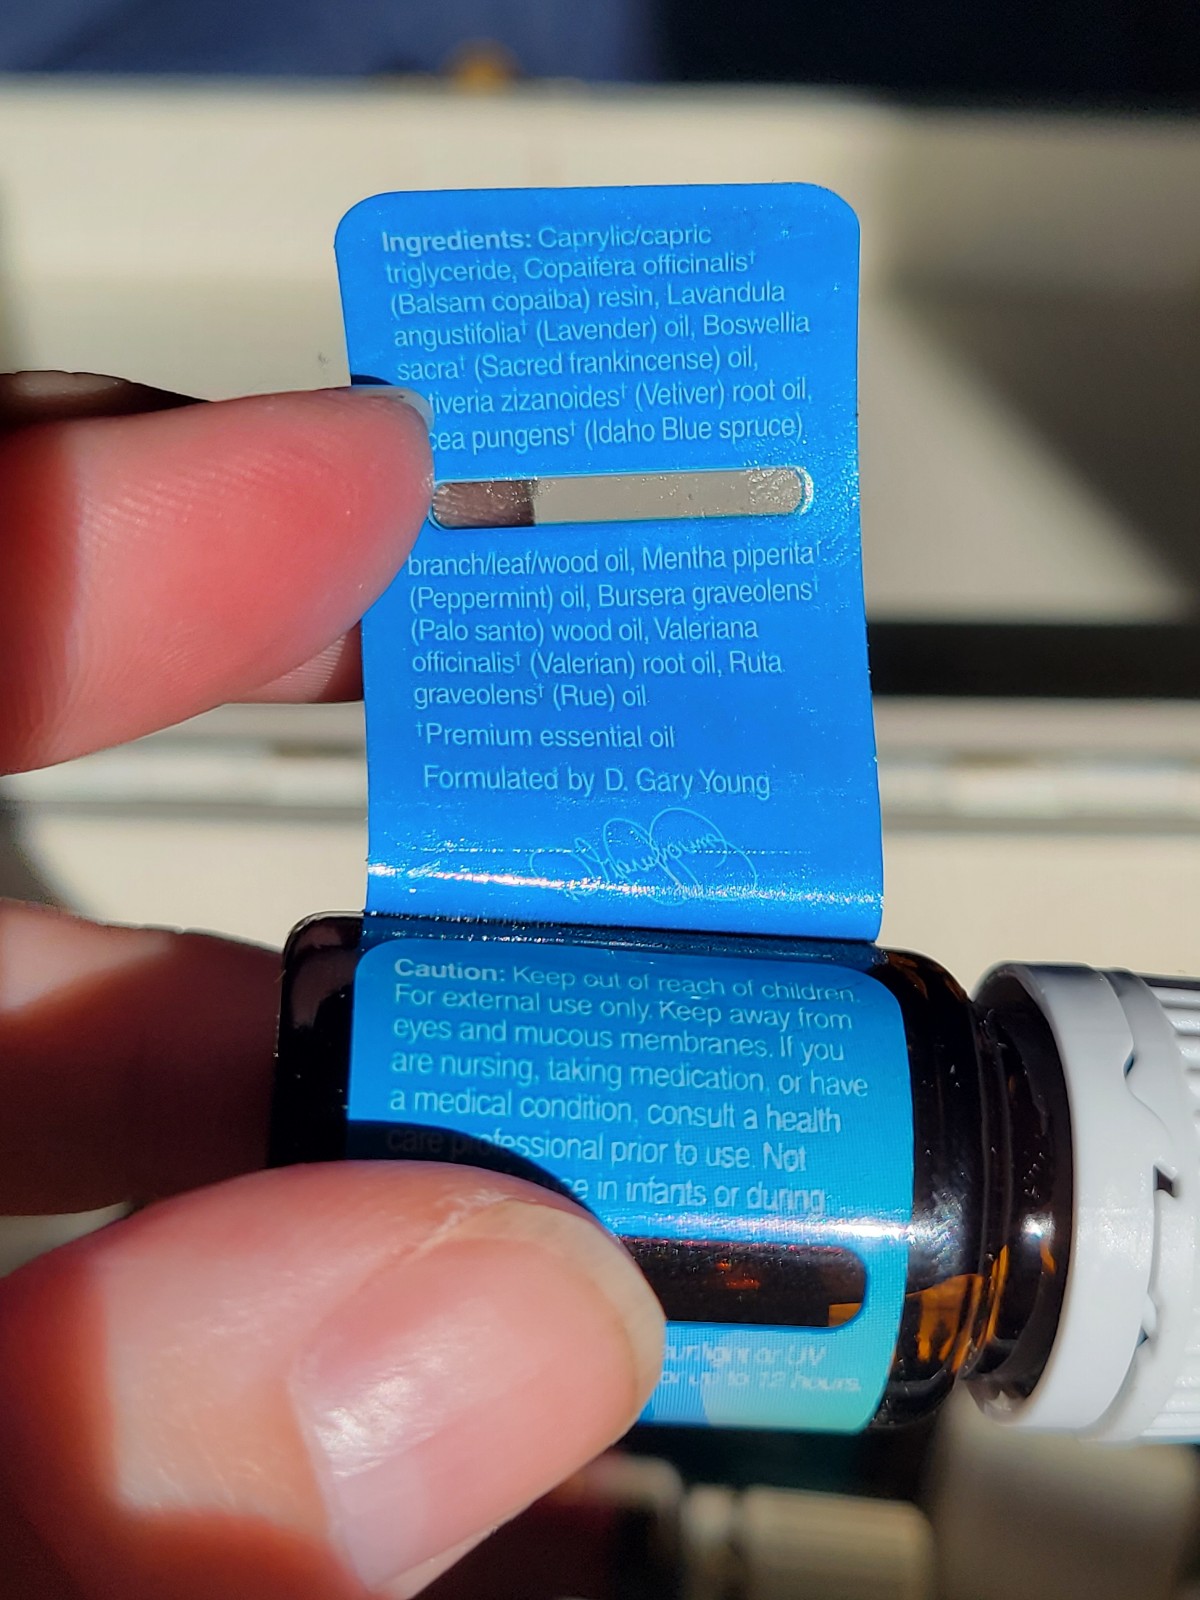 Ingredients: Caprylic/capric
triglyceride, Copaifera officinalis†
(Balsam copaiba) resin, Lavandula
angustifolia† (Lavender) oil, Boswellia
sacra† (Sacred frankincense) oil,
tiveria zizanoides† (Vetiver) root oil,
cea pungens† (Idaho Blue spruce)
branch/leaf/wood oil, Mentha piperita†
(Peppermint) oil, Bursera graveolens†
(Palo santo) wood oil, Valeriana
officinalis† (Valerian) root oil, Ruta
graveolens† (Rue) oil
†Premium essential oil
Formulated by D. Gary Young
D. Gary Young
Caution: Keep out of reach of children.
For external use only. Keep away from
eyes and mucous membranes. If you
are nursing, taking medication, or have
a medical condition, consult a health
care professional prior to use. Not
in infants or during
sunlight or UV
for up to 12 hours.